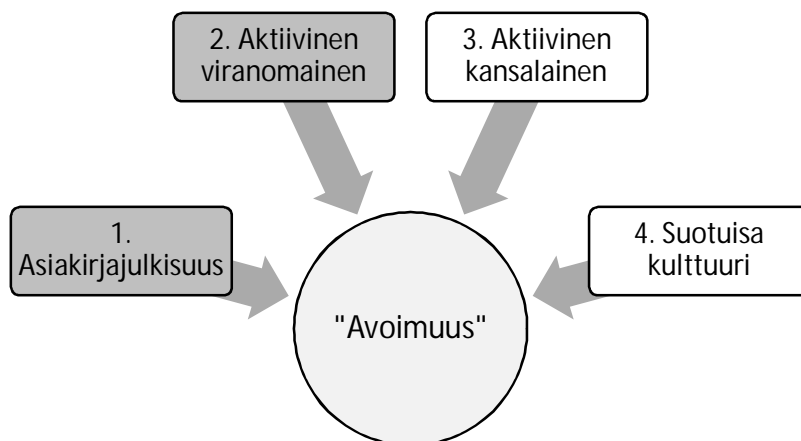 2. Aktiivinen
viranomainen
3. Aktiivinen
kansalainen
1.
Asiakirjajulkisuus
4. Suotuisa
kulttuuri
"Avoimuus"